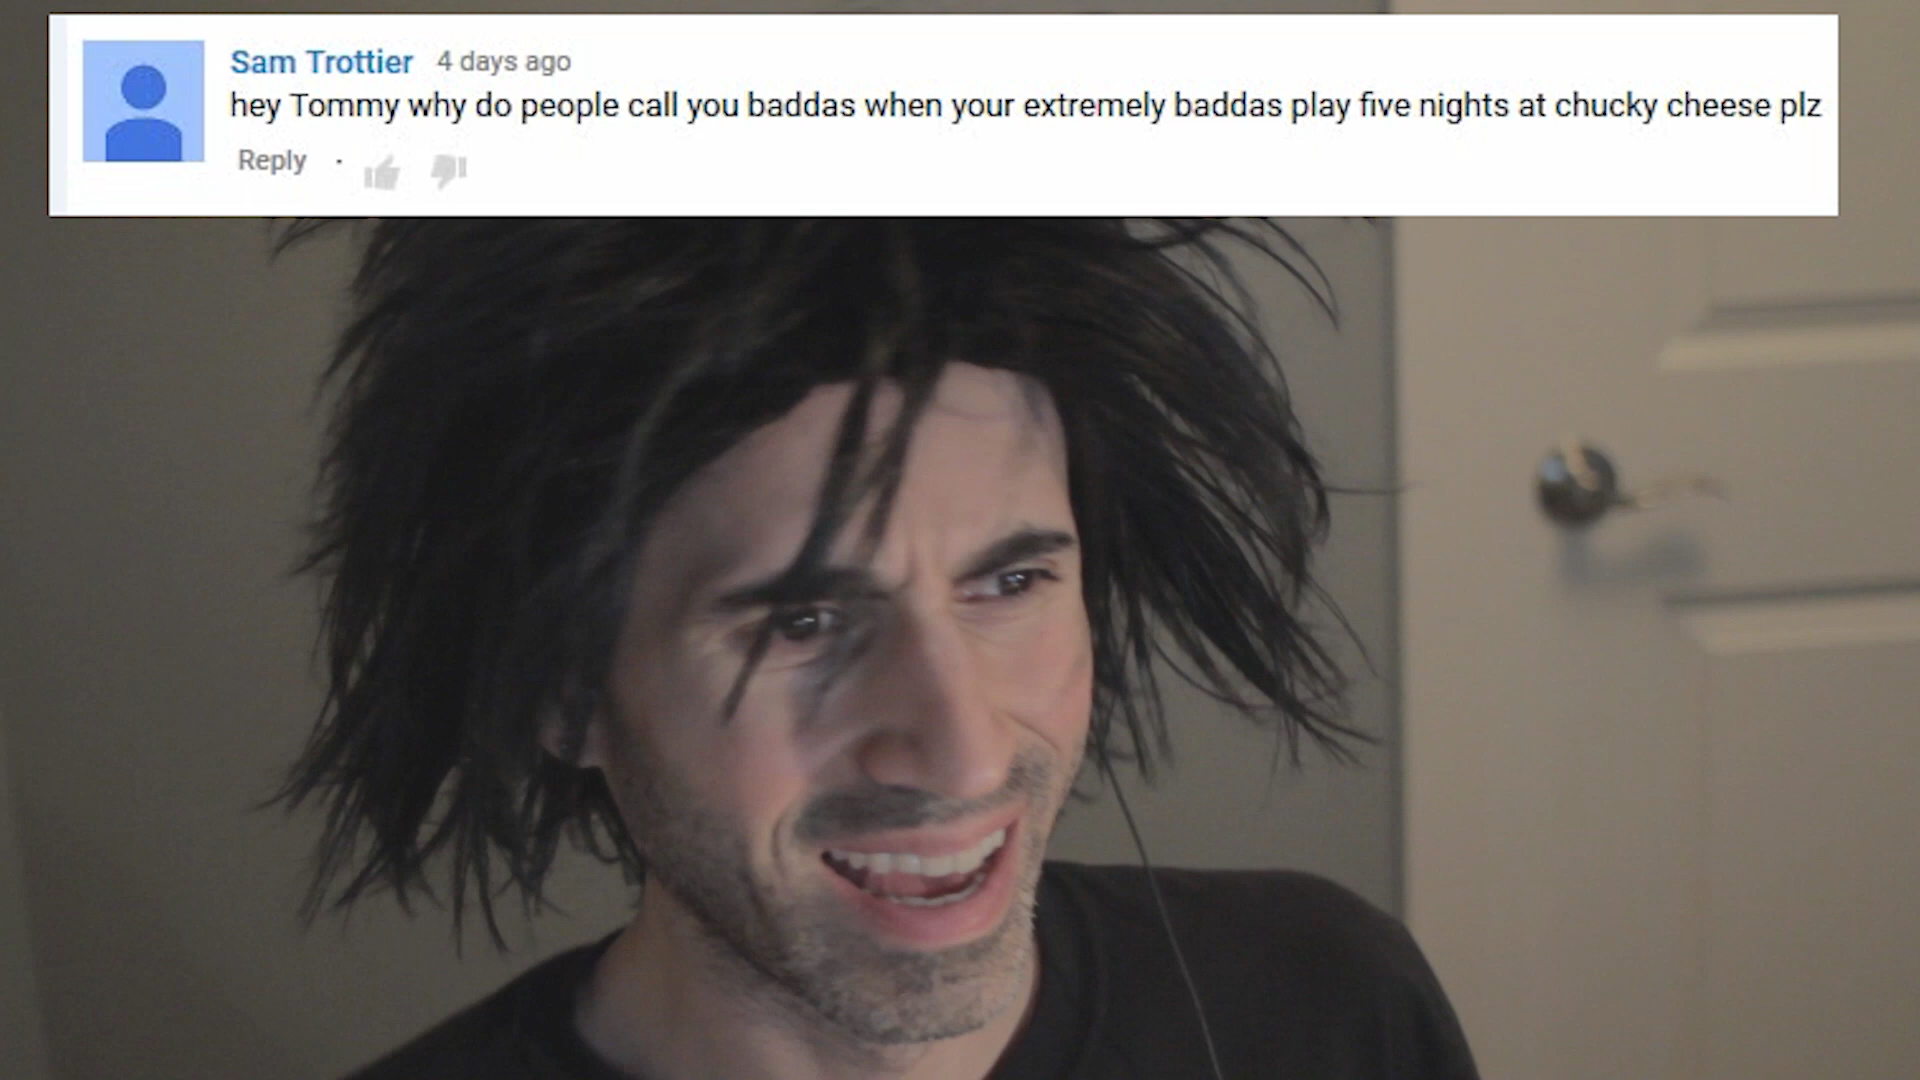 Sam Trottier 4 days ago
hey Tommy why do people call you baddas when your extremely baddas play five nights at chucky cheese plz
Reply ·